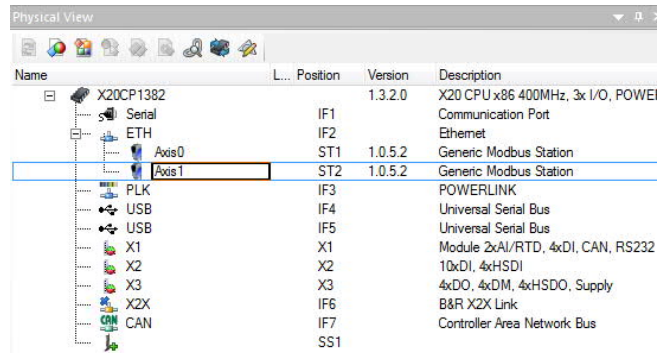 Physical View
Name L... Position Version Description
X20CP1382 1.3.2.0 X20 CPU x86 400MHz, 3x I/O, POWE
Serial IF1 Communication Port
ETH IF2 Ethernet
Axis0 ST1 1.0.5.2 Generic Modbus Station
Axis1 ST2 1.0.5.2 Generic Modbus Station
PLK IF3 POWERLINK
USB IF4 Universal Serial Bus
USB IF5 Universal Serial Bus
X1 X1 Module 2xAI/RTD, 4xDI, CAN, RS232
X2 X2 10xDI, 4xHSDI
X3 X3 4xDO, 4xDM, 4xHSDO, Supply
X2X IF6 B&R X2X Link
CAN IF7 Controller Area Network Bus
SS1